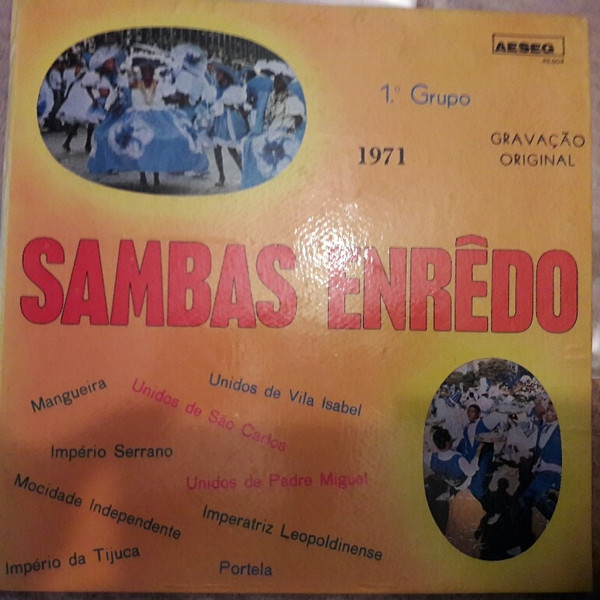 AESEG
1.º Grupo
1971
GRAVAÇÃO
ORIGINAL
SAMBAS ENRÊDO
Mangueira
Unidos de São Carlos
Unidos de Vila Isabel
Império Serrano
Unidos de Padre Miguel
Mocidade Independente
Imperatriz Leopoldinense
Império da Tijuca
Portela